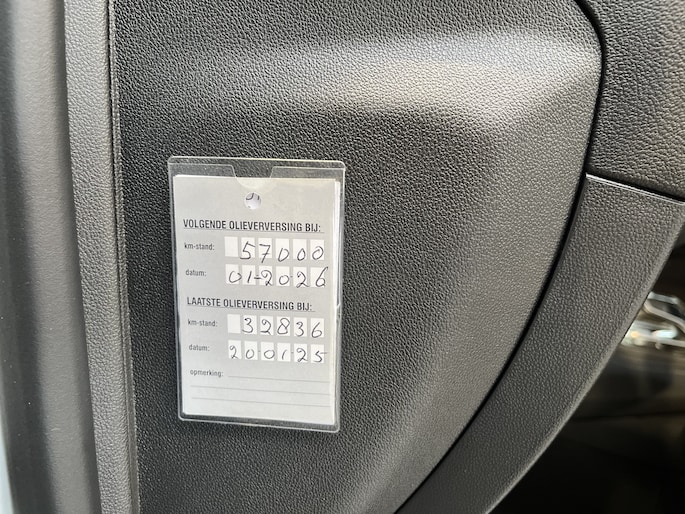 VOLGENDE OLIEVERVERSING BIJ:
km-stand: 57000
datum: 01-2026
LAATSTE OLIEVERVERSING BIJ:
km-stand: 32836
datum: 200125
opmerking: